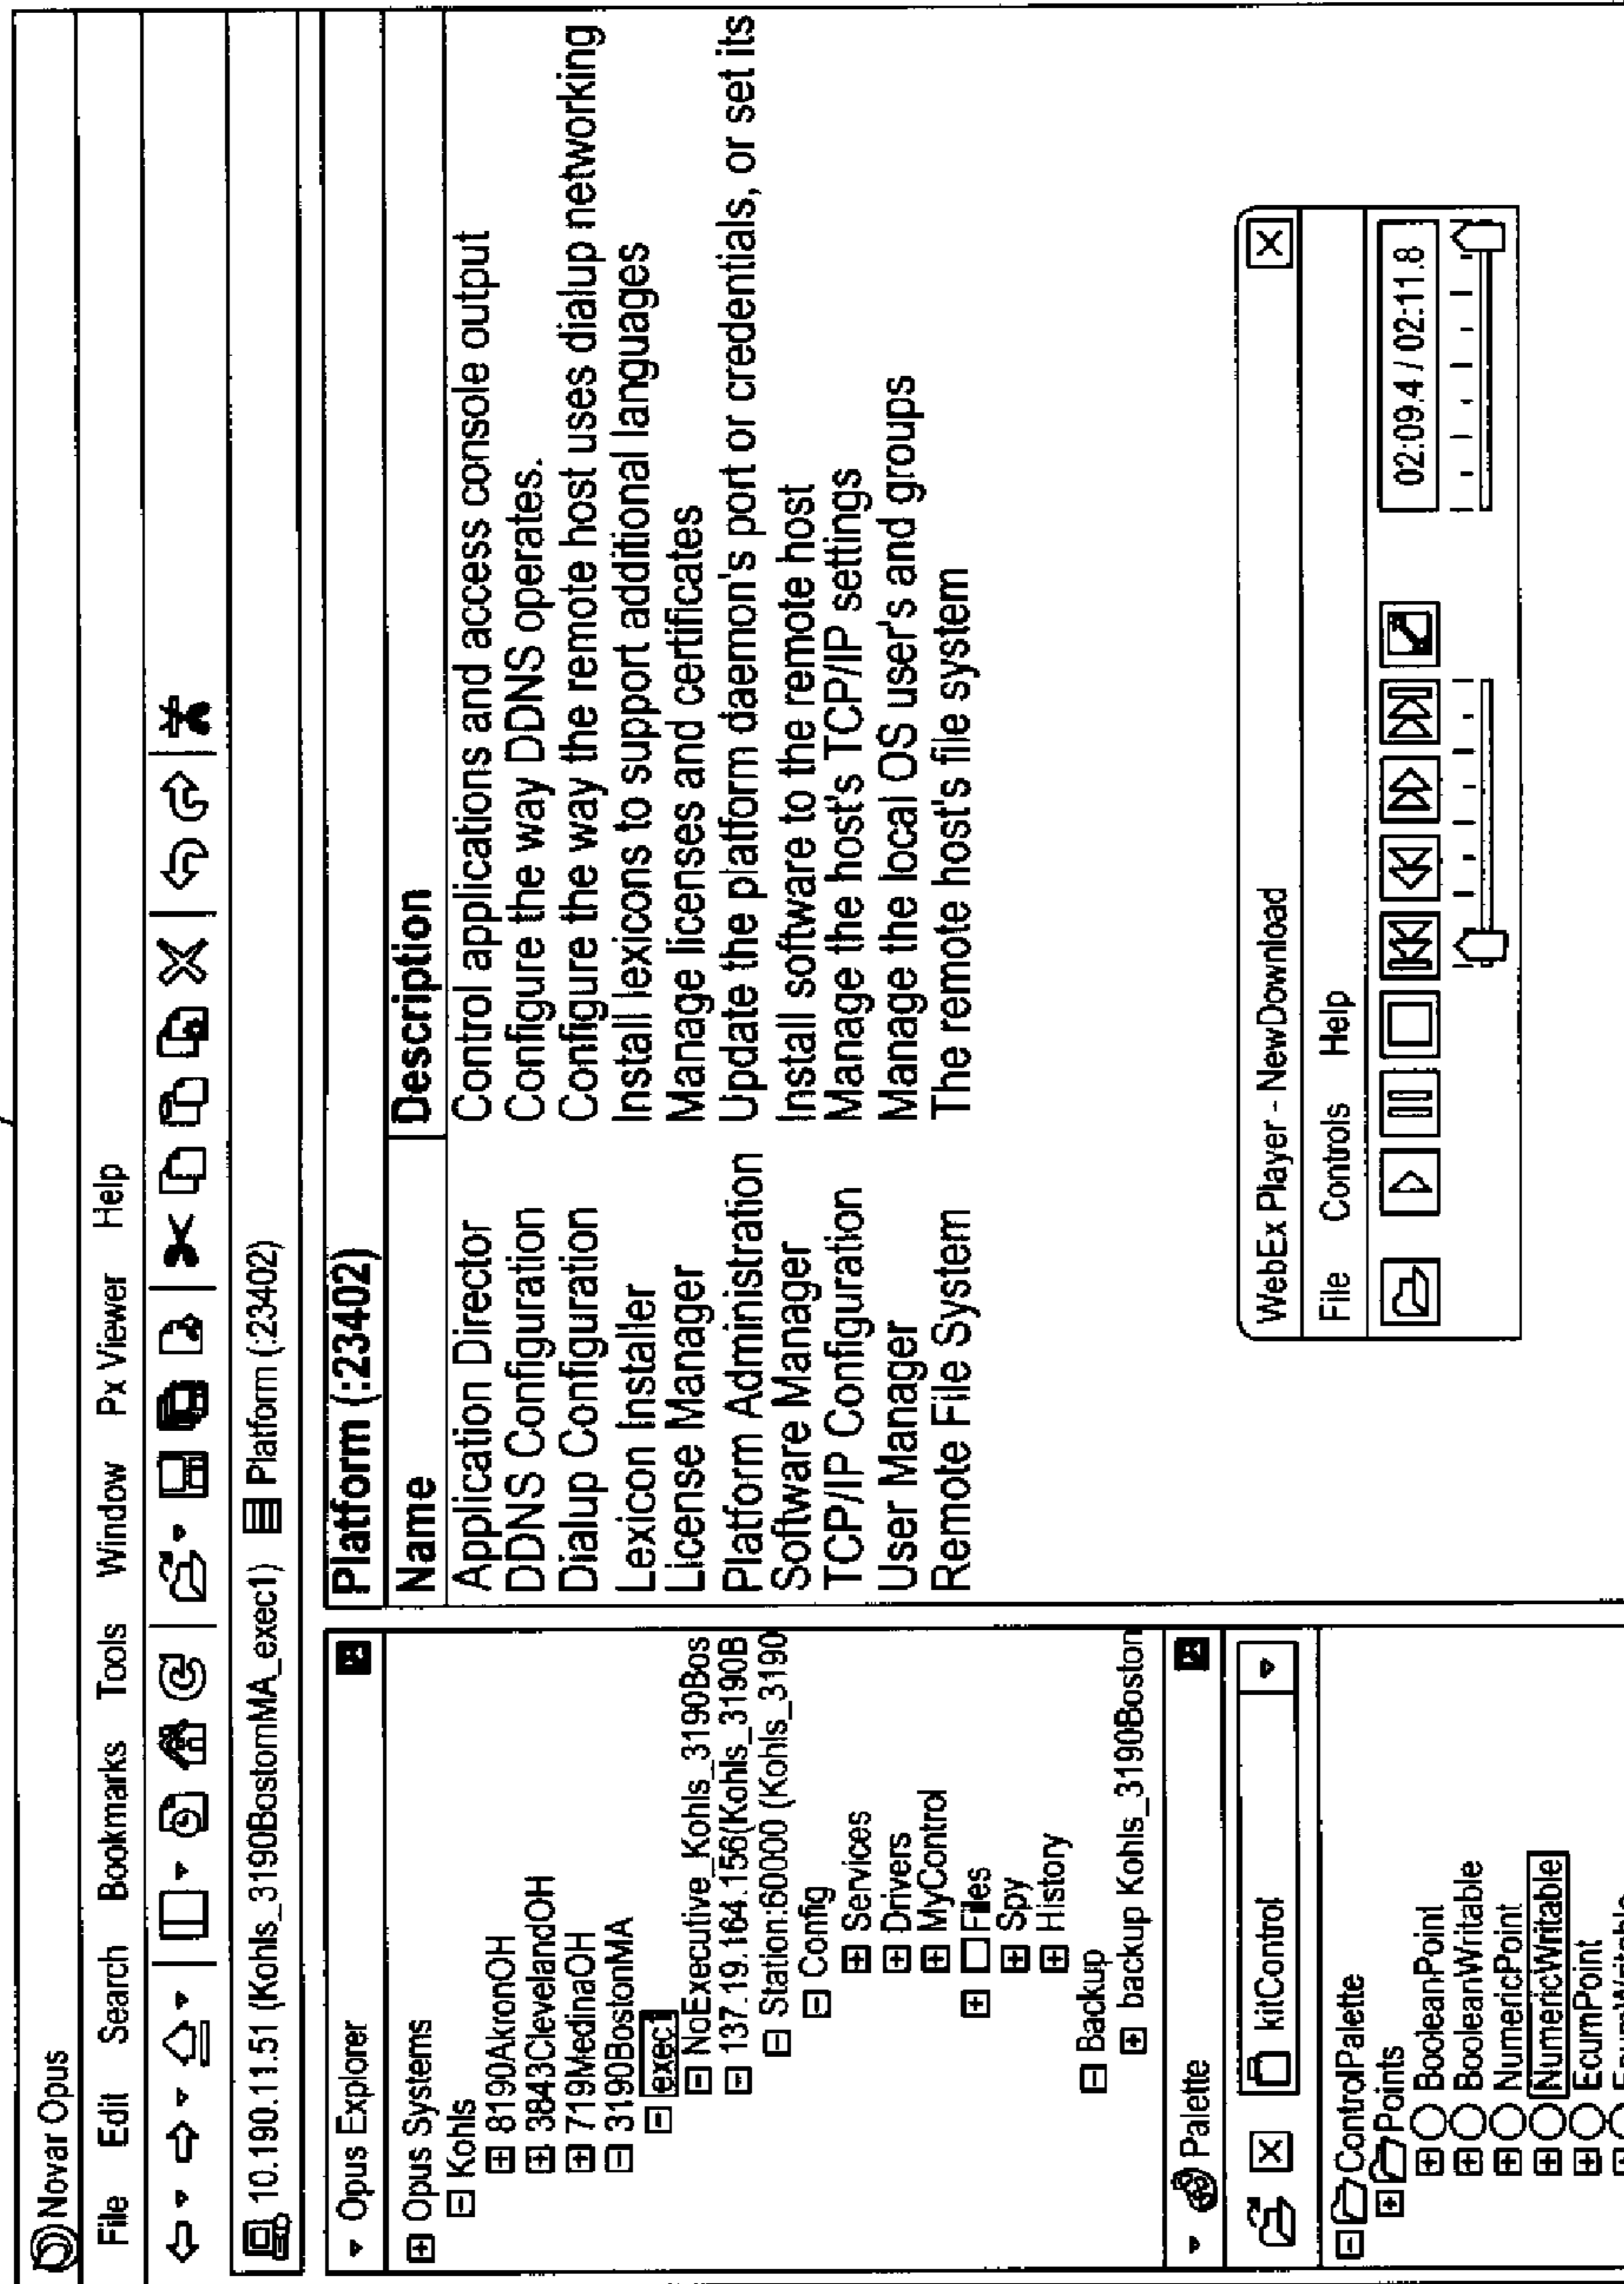 Novar Opus
File Edit Search Bookmarks Tools Window Px Viewer Help
10.190.11.51 (Kohls_3190BostomMA_exec1) Platform (:23402)
Opus Explorer
Opus Systems
Kohls
8190AkronOH
3843ClevelandOH
719MedinaOH
3190BostonMA
exec1
NoExecutive_Kohls_3190Bos
137.19.164.156(Kohls_3190B
Station:60000 (Kohls_3190
Config
Services
Drivers
MyControl
Files
Spy
History
Backup
backup Kohls_3190Boston
Palette
kitControl
ControlPalette
Points
BooleanPoint
BooleanWritable
NumericPoint
NumericWritable
EcumPoint
Platform (:23402)
Name Description
Application Director Control applications and access console output
DDNS Configuration Configure the way DDNS operates.
Dialup Configuration Configure the way the remote host uses dialup networking
Lexicon Installer Install lexicons to support additional languages
License Manager Manage licenses and certificates
Platform Administration Update the platform daemon's port or credentials, or set its
Software Manager Install software to the remote host
TCP/IP Configuration Manage the host's TCP/IP settings
User Manager Manage the local OS user's and groups
Remote File System The remote host's file system
WebEx Player - NewDownload
File Controls Help
02:09.4 / 02:11.8